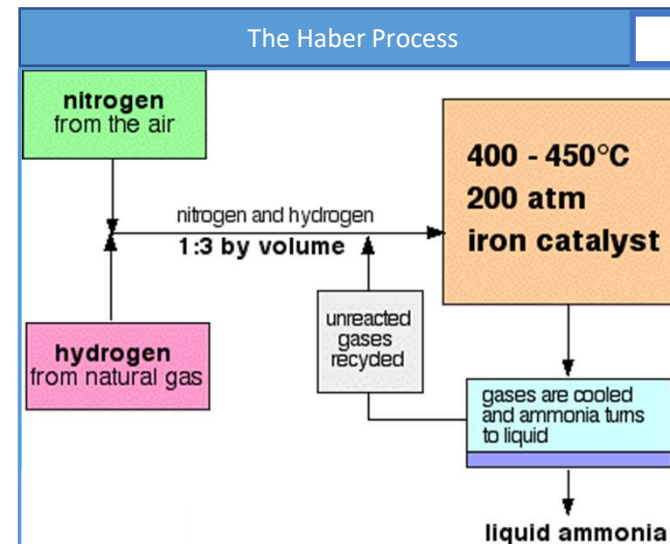 The Haber Process
nitrogen
from the air
nitrogen and hydrogen
1:3 by volume
400 - 450°C
200 atm
iron catalyst
hydrogen
from natural gas
unreacted
gases
recycled
gases are cooled
and ammonia turns
to liquid
liquid ammonia